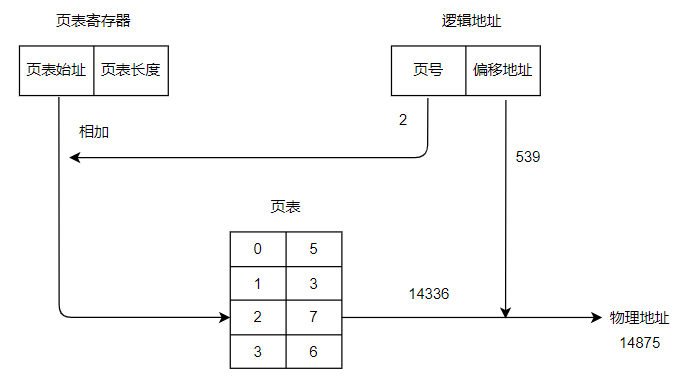 页表寄存器
逻辑地址
页表始址 页表长度
页号 偏移地址
2
相加
539
页表
0 5
1 3
14336
2 7
物理地址
14875
3 6